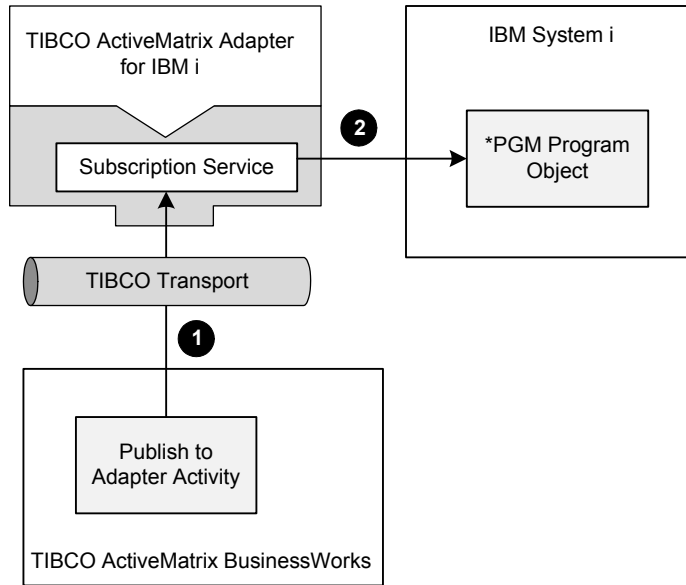 TIBCO ActiveMatrix Adapter
for IBM i
IBM System i
2
*PGM Program
Object
Subscription Service
TIBCO Transport
1
Publish to
Adapter Activity
TIBCO ActiveMatrix BusinessWorks